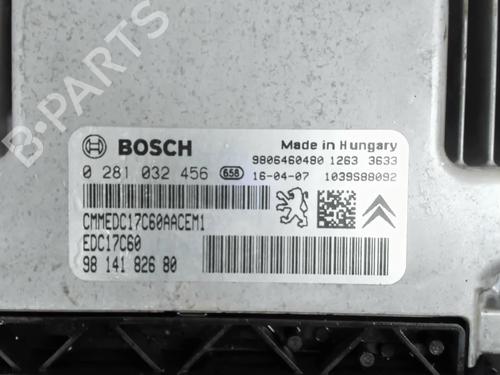 B-PARTS
BOSCH
Made in Hungary
9806460480 1263 3633
0 281 032 456 658 16-04-07 1039S88092
CMMEDC17C60AACEM1
EDC17C60
98 141 826 80